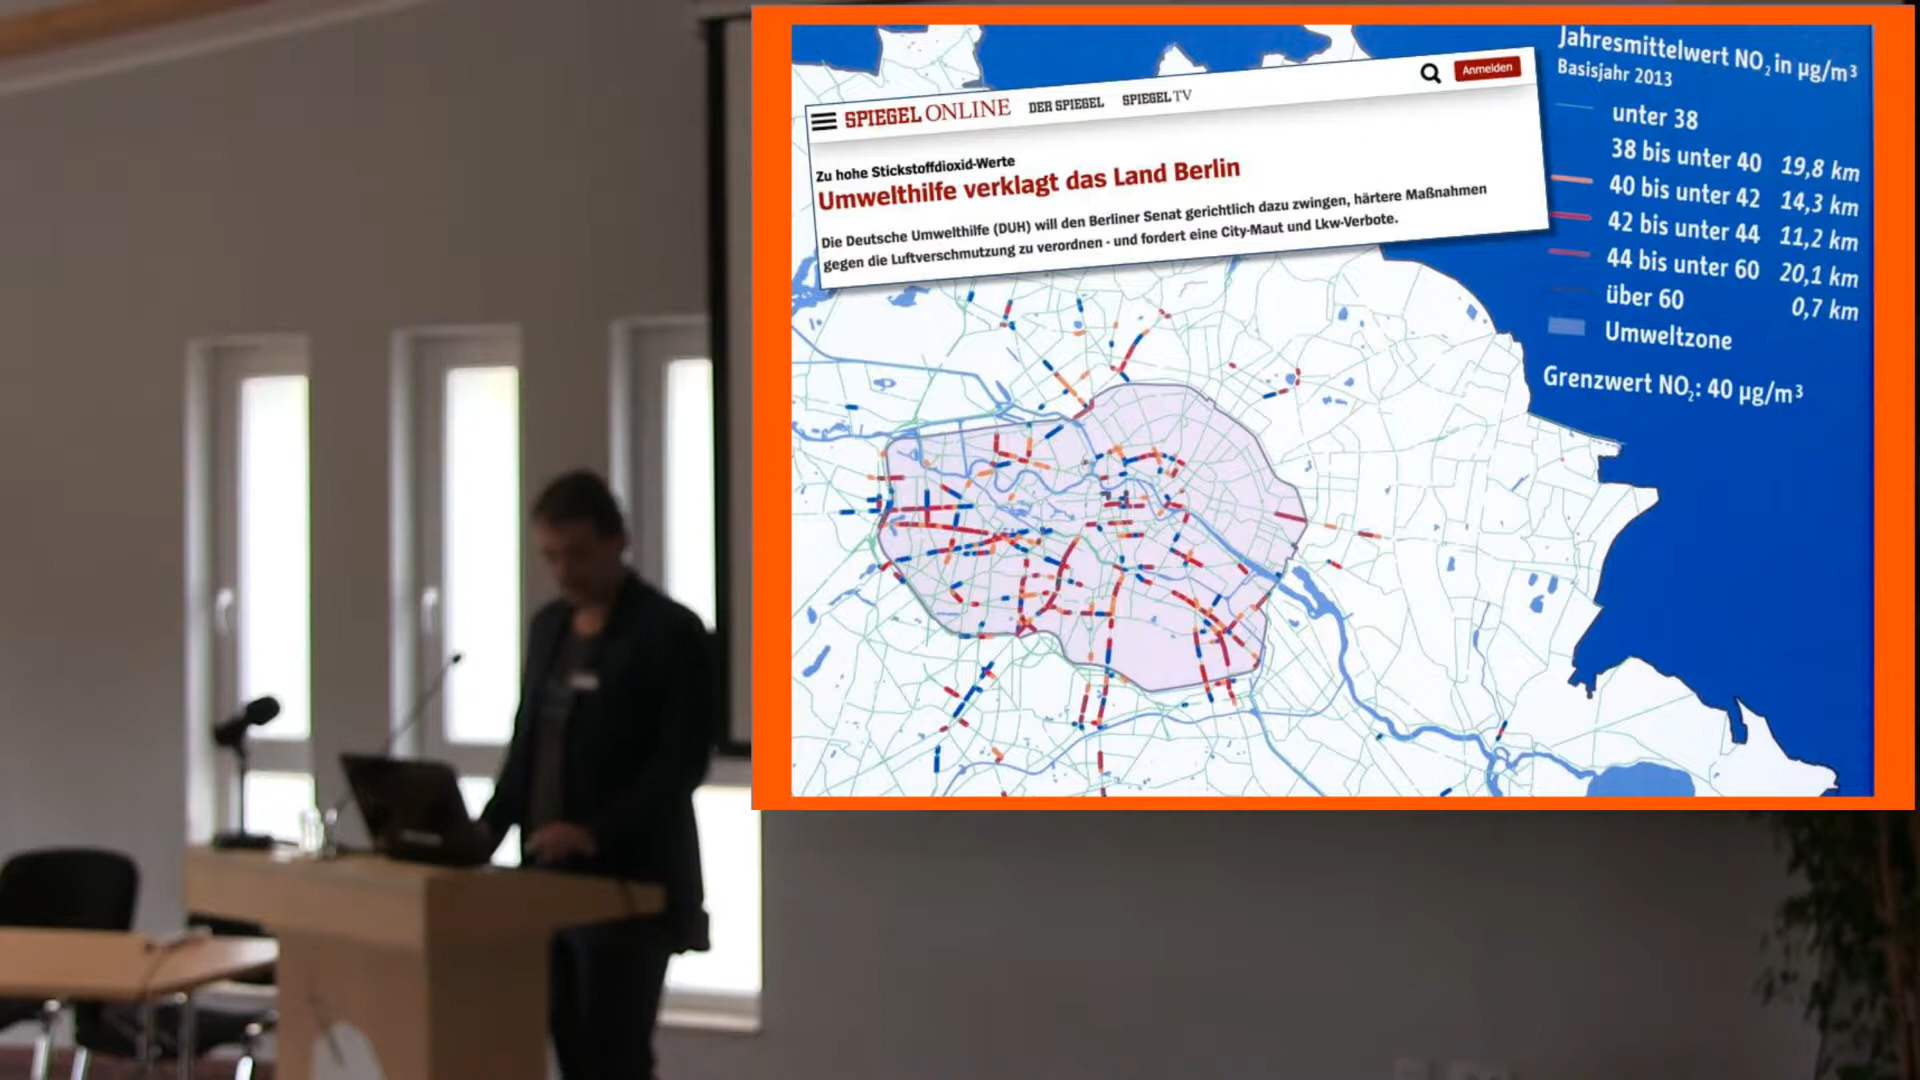 SPIEGEL ONLINE DER SPIEGEL SPIEGEL TV Anmelden
Zu hohe Stickstoffdioxid-Werte
Umwelthilfe verklagt das Land Berlin
Die Deutsche Umwelthilfe (DUH) will den Berliner Senat gerichtlich dazu zwingen, härtere Maßnahmen
gegen die Luftverschmutzung zu verordnen - und fordert eine City-Maut und Lkw-Verbote.
Jahresmittelwert NO₂ in µg/m³
Basisjahr 2013
unter 38
38 bis unter 40 19,8 km
40 bis unter 42 14,3 km
42 bis unter 44 11,2 km
44 bis unter 60 20,1 km
über 60 0,7 km
Umweltzone
Grenzwert NO₂: 40 µg/m³